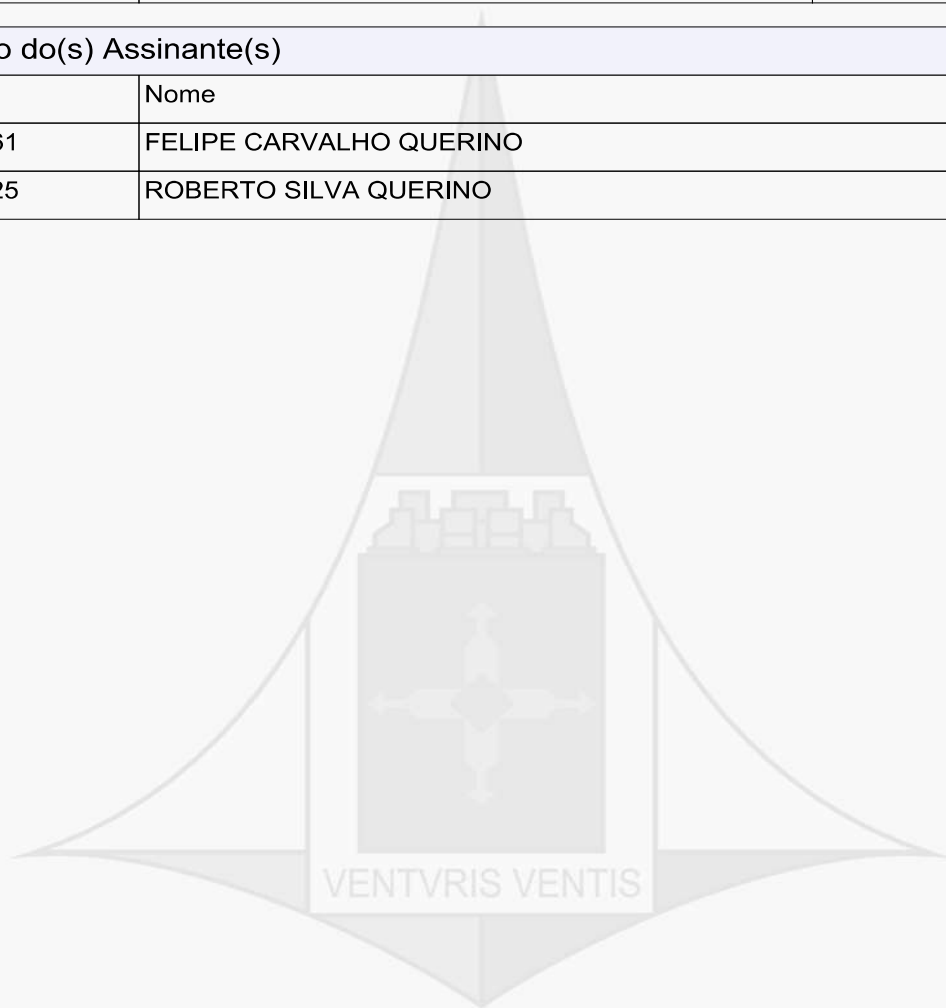 o do(s) Assinante(s)
Nome
61 FELIPE CARVALHO QUERINO
25 ROBERTO SILVA QUERINO
VENTVRIS VENTIS